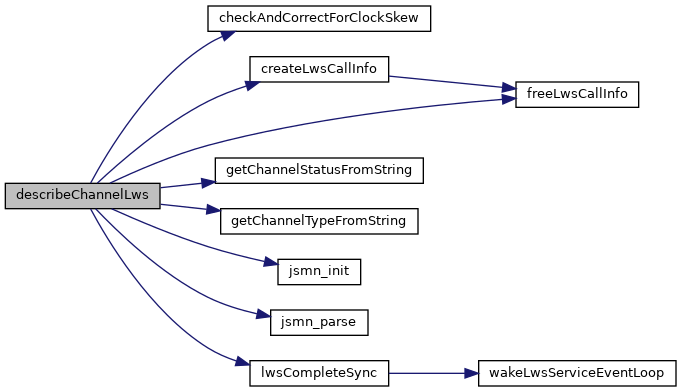 checkAndCorrectForClockSkew
createLwsCallInfo
freeLwsCallInfo
getChannelStatusFromString
describeChannelLws
getChannelTypeFromString
jsmn_init
jsmn_parse
lwsCompleteSync
wakeLwsServiceEventLoop